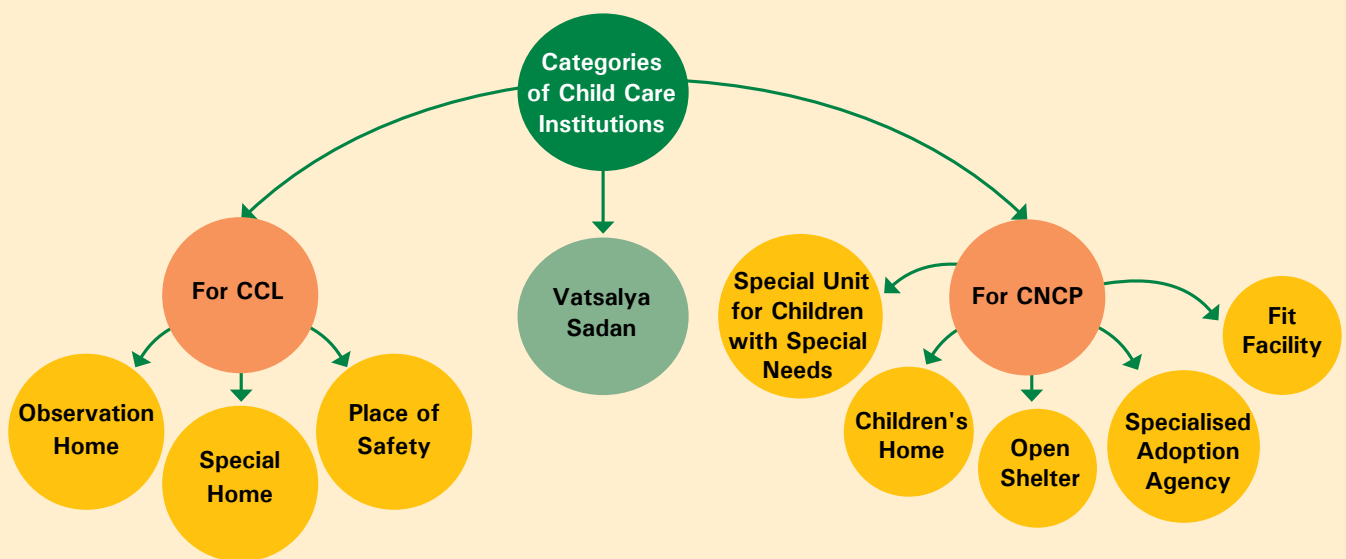 Categories
of Child Care
Institutions
For CCL
Observation
Home
Special
Home
Place of
Safety
Vatsalya
Sadan
For CNCP
Special Unit
for Children
with Special
Needs
Children's
Home
Open
Shelter
Specialised
Adoption
Agency
Fit
Facility